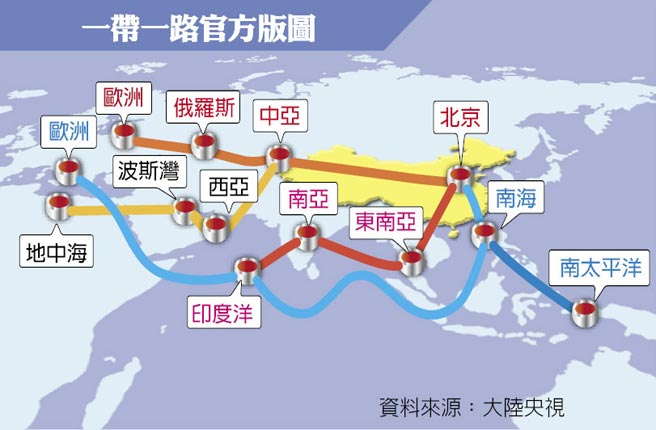 一帶一路官方版圖
歐洲
歐洲
俄羅斯
中亞
北京
波斯灣
西亞
南亞
東南亞
南海
地中海
印度洋
南太平洋
資料來源：大陸央視